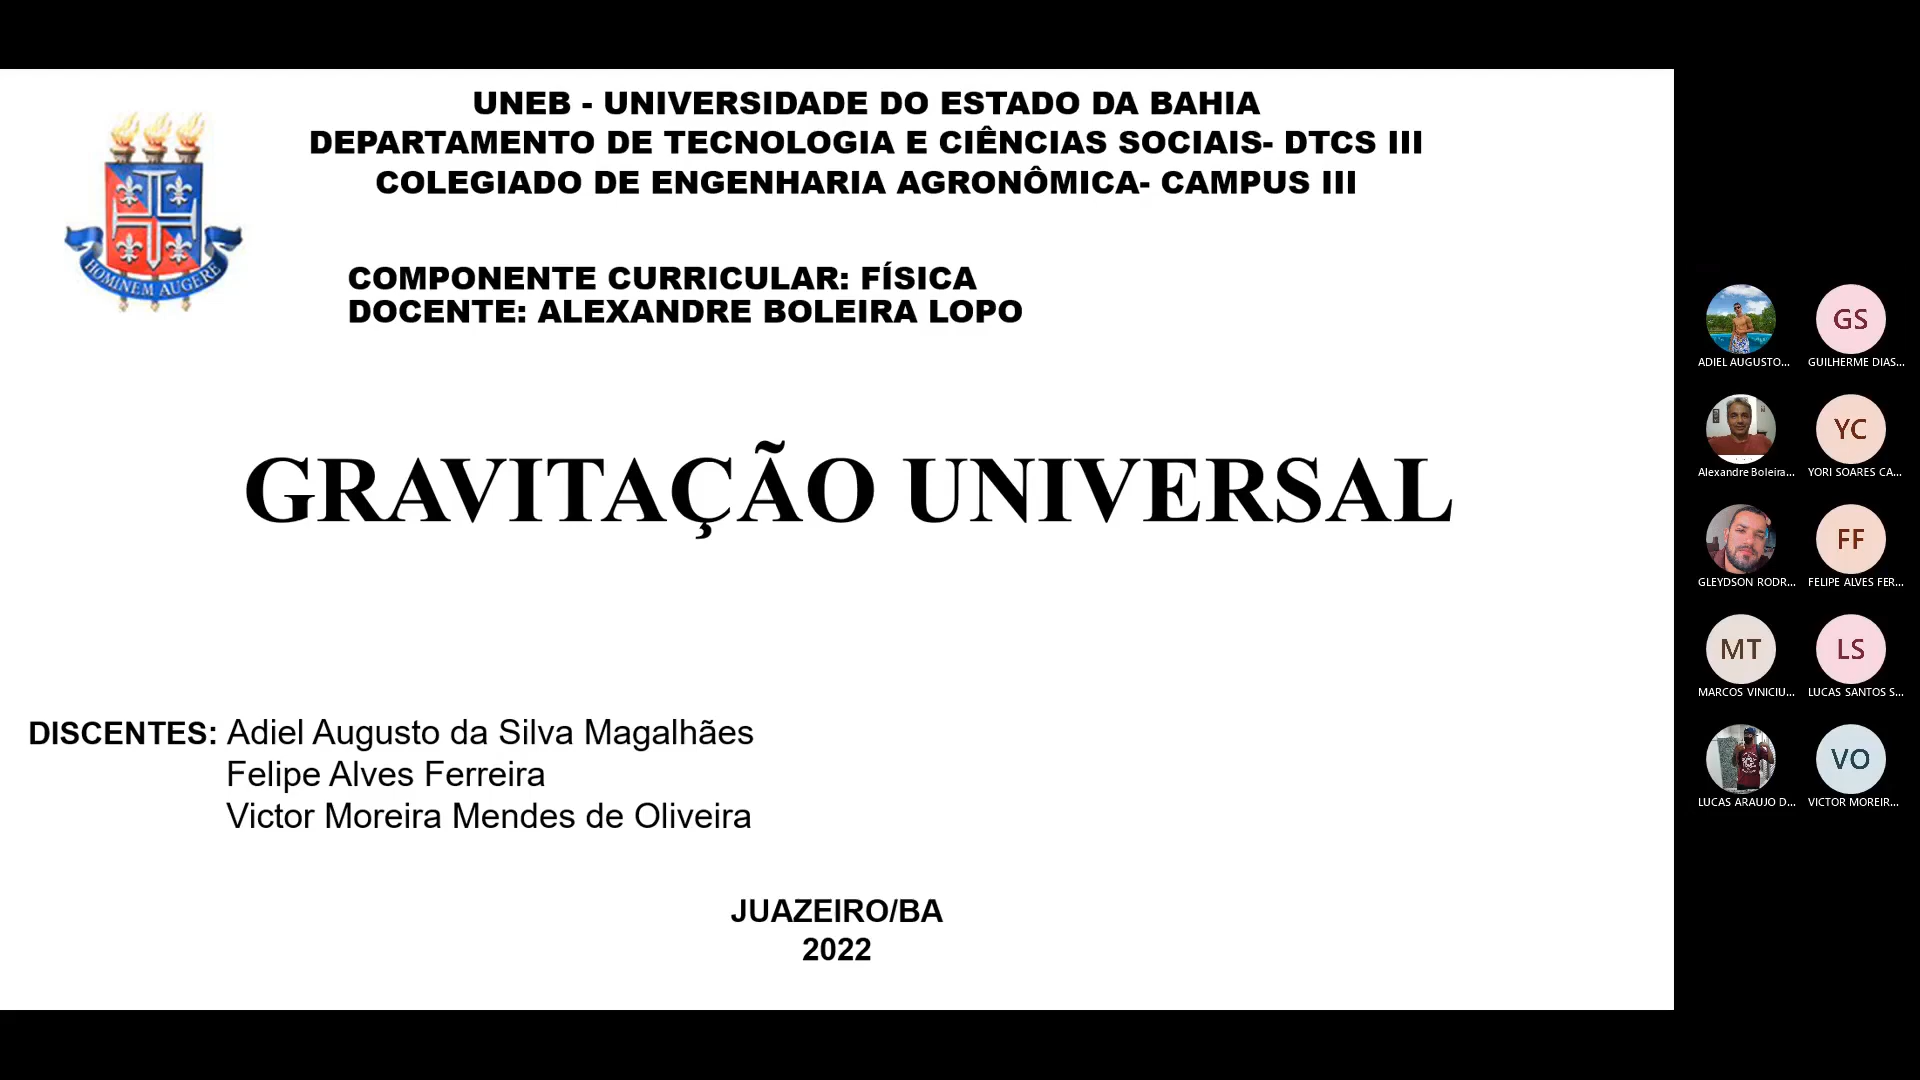 UNEB - UNIVERSIDADE DO ESTADO DA BAHIA
DEPARTAMENTO DE TECNOLOGIA E CIÊNCIAS SOCIAIS- DTCS III
COLEGIADO DE ENGENHARIA AGRONÔMICA- CAMPUS III
HOMINEM AUGERE
COMPONENTE CURRICULAR: FÍSICA
DOCENTE: ALEXANDRE BOLEIRA LOPO
GRAVITAÇÃO UNIVERSAL
DISCENTES: Adiel Augusto da Silva Magalhães
Felipe Alves Ferreira
Victor Moreira Mendes de Oliveira
JUAZEIRO/BA
2022
GS
ADIEL AUGUSTO... GUILHERME DIAS...
YC
Alexandre Boleira... YORI SOARES CA...
FF
GLEYDSON RODR... FELIPE ALVES FER...
MT LS
MARCOS VINICIU... LUCAS SANTOS S...
VO
LUCAS ARAUJO D... VICTOR MOREIR...